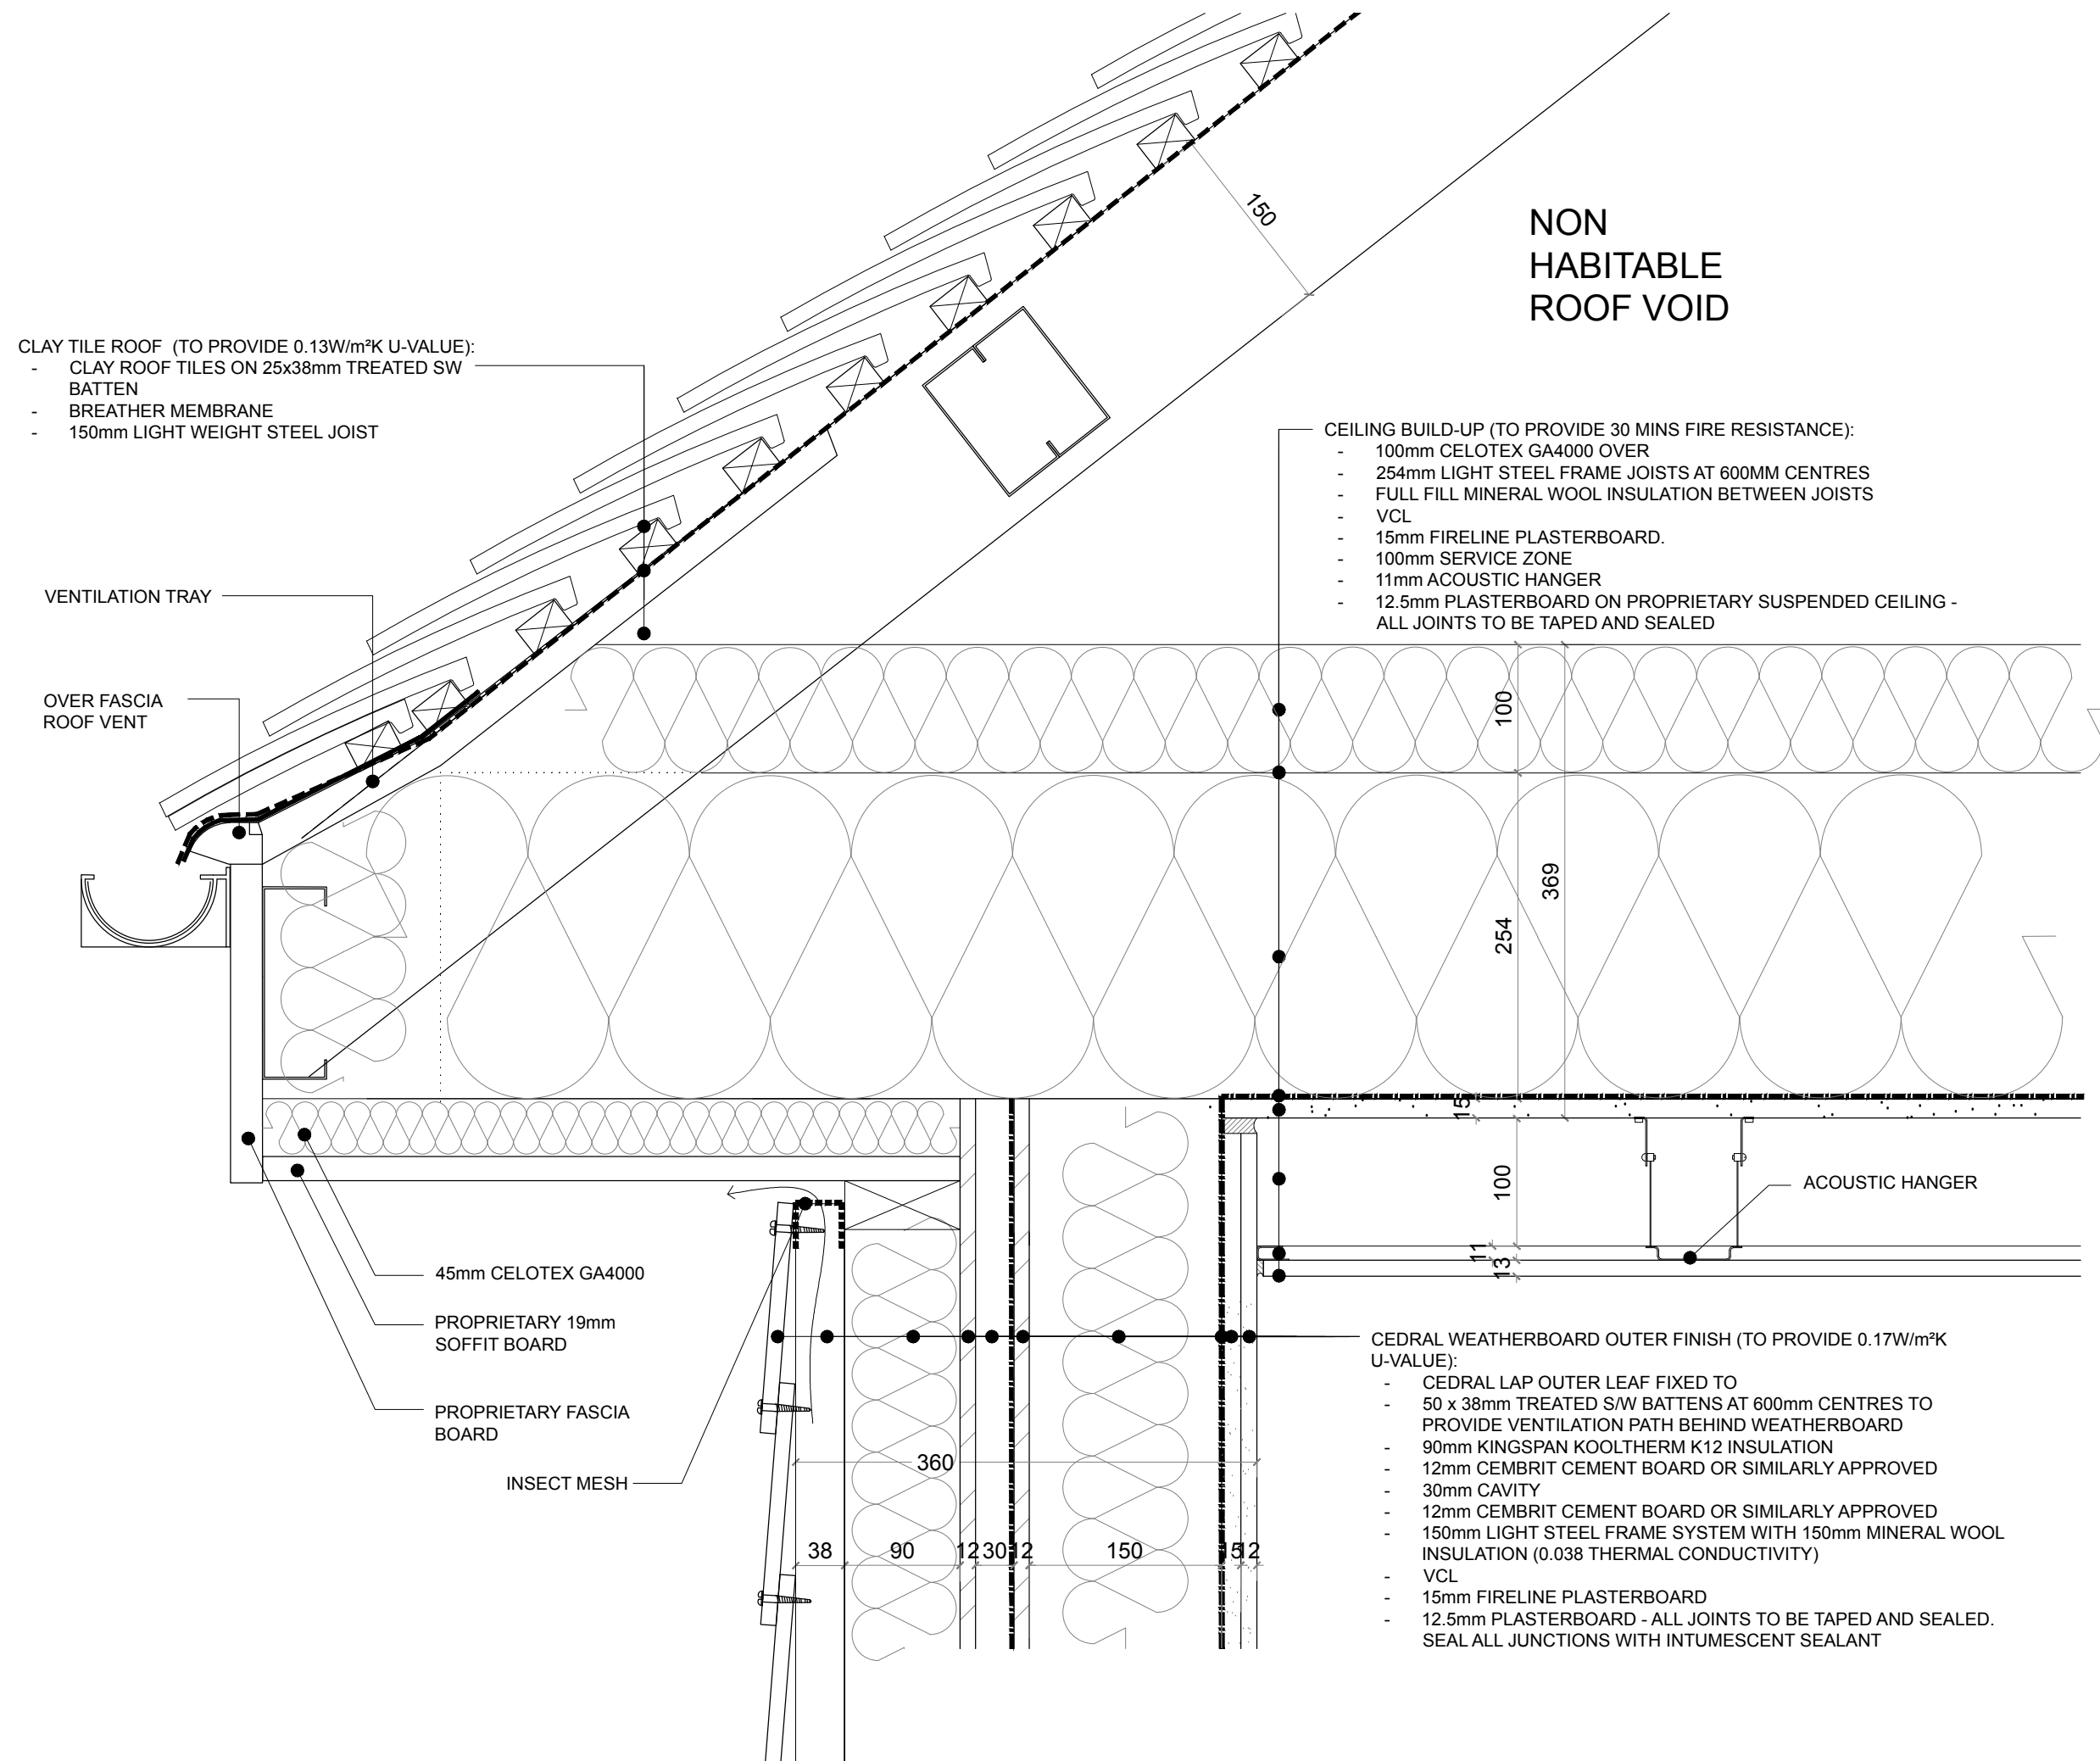 NON
HABITABLE
ROOF VOID
150
CLAY TILE ROOF (TO PROVIDE 0.13W/m²K U-VALUE):
- CLAY ROOF TILES ON 25x38mm TREATED SW
BATTEN
- BREATHER MEMBRANE
- 150mm LIGHT WEIGHT STEEL JOIST
CEILING BUILD-UP (TO PROVIDE 30 MINS FIRE RESISTANCE):
- 100mm CELOTEX GA4000 OVER
- 254mm LIGHT STEEL FRAME JOISTS AT 600MM CENTRES
- FULL FILL MINERAL WOOL INSULATION BETWEEN JOISTS
- VCL
- 15mm FIRELINE PLASTERBOARD.
- 100mm SERVICE ZONE
- 11mm ACOUSTIC HANGER
- 12.5mm PLASTERBOARD ON PROPRIETARY SUSPENDED CEILING -
ALL JOINTS TO BE TAPED AND SEALED
VENTILATION TRAY
OVER FASCIA
ROOF VENT
100
369
254
15
100
11
13
ACOUSTIC HANGER
45mm CELOTEX GA4000
PROPRIETARY 19mm
SOFFIT BOARD
PROPRIETARY FASCIA
BOARD
INSECT MESH
360
38 90 12 30 12 150 15 12
CEDRAL WEATHERBOARD OUTER FINISH (TO PROVIDE 0.17W/m²K
U-VALUE):
- CEDRAL LAP OUTER LEAF FIXED TO
- 50 x 38mm TREATED S/W BATTENS AT 600mm CENTRES TO
PROVIDE VENTILATION PATH BEHIND WEATHERBOARD
- 90mm KINGSPAN KOOLTHERM K12 INSULATION
- 12mm CEMBRIT CEMENT BOARD OR SIMILARLY APPROVED
- 30mm CAVITY
- 12mm CEMBRIT CEMENT BOARD OR SIMILARLY APPROVED
- 150mm LIGHT STEEL FRAME SYSTEM WITH 150mm MINERAL WOOL
INSULATION (0.038 THERMAL CONDUCTIVITY)
- VCL
- 15mm FIRELINE PLASTERBOARD
- 12.5mm PLASTERBOARD - ALL JOINTS TO BE TAPED AND SEALED.
SEAL ALL JUNCTIONS WITH INTUMESCENT SEALANT